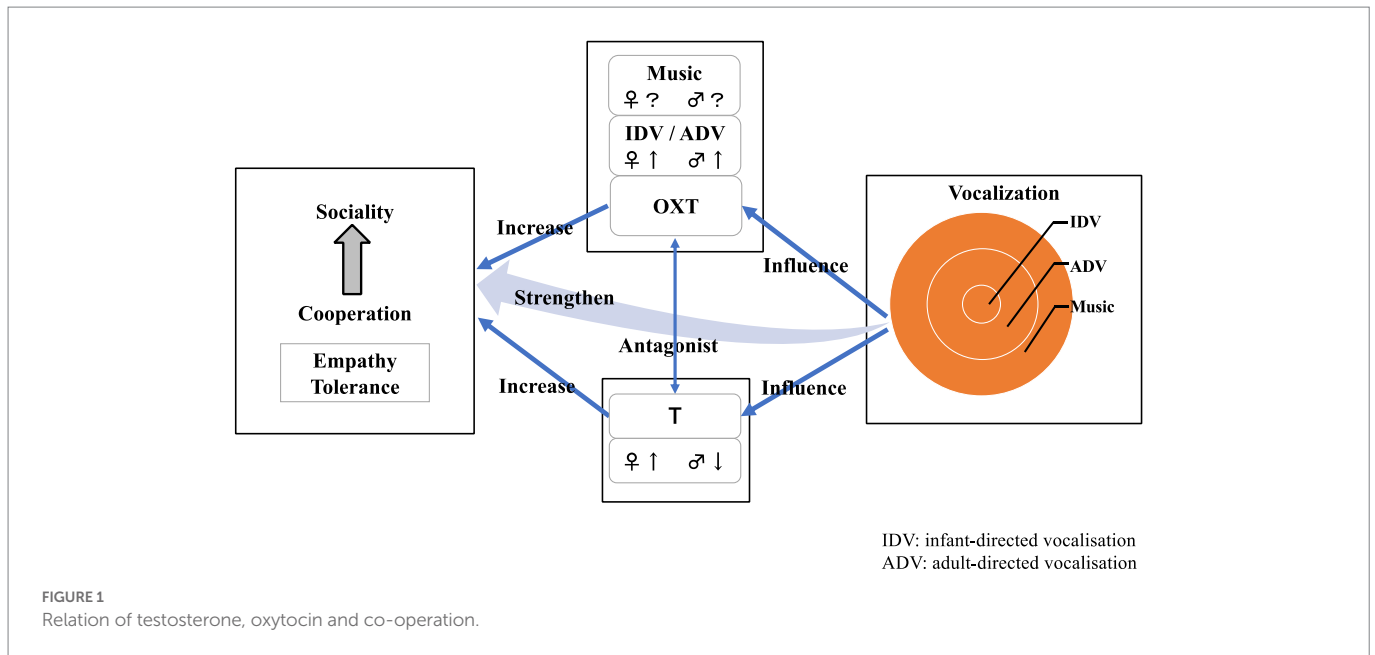 Music
♀ ? ♂ ?
IDV / ADV
♀ ↑ ♂ ↑
OXT
Sociality
Cooperation
Empathy
Tolerance
Increase
Strengthen
Antagonist
Increase
Influence
Influence
T
♀ ↑ ♂ ↓
Vocalization
IDV
ADV
Music
IDV: infant-directed vocalisation
ADV: adult-directed vocalisation
FIGURE 1
Relation of testosterone, oxytocin and co-operation.